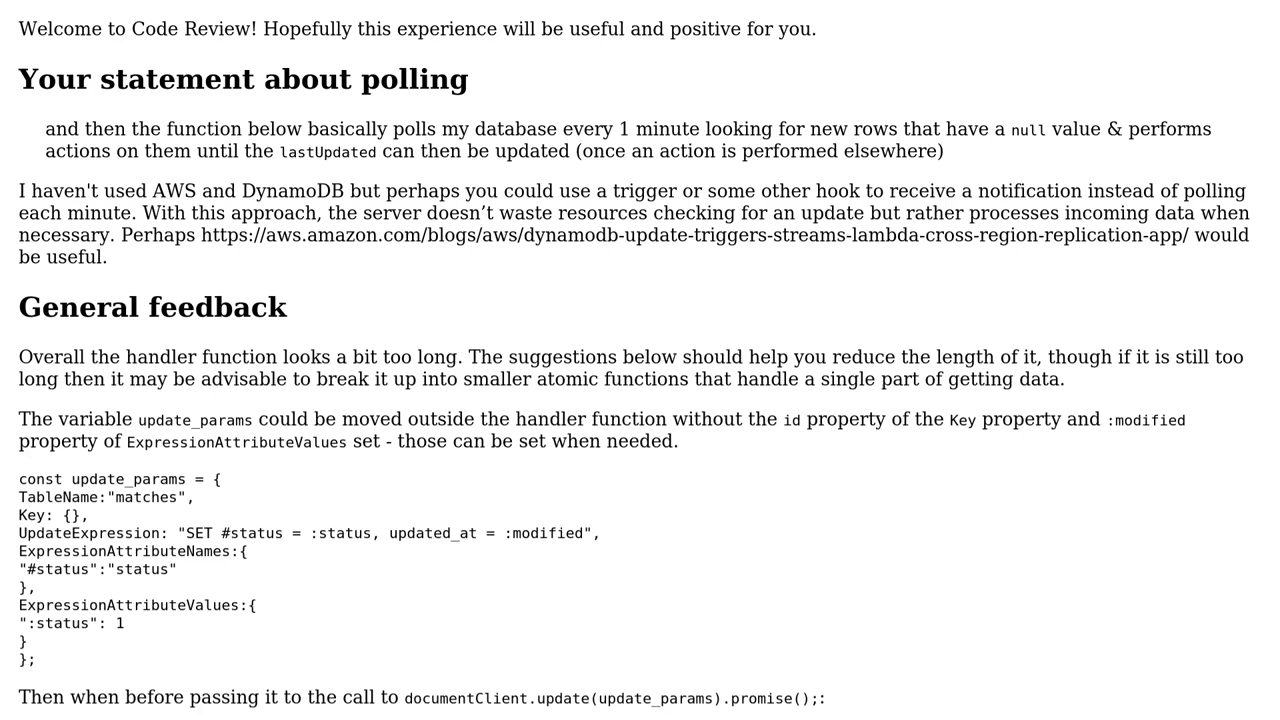 Welcome to Code Review! Hopefully this experience will be useful and positive for you.
Your statement about polling
and then the function below basically polls my database every 1 minute looking for new rows that have a null value & performs
actions on them until the lastUpdated can then be updated (once an action is performed elsewhere)
I haven't used AWS and DynamoDB but perhaps you could use a trigger or some other hook to receive a notification instead of polling
each minute. With this approach, the server doesn’t waste resources checking for an update but rather processes incoming data when
necessary. Perhaps https://aws.amazon.com/blogs/aws/dynamodb-update-triggers-streams-lambda-cross-region-replication-app/ would
be useful.
General feedback
Overall the handler function looks a bit too long. The suggestions below should help you reduce the length of it, though if it is still too
long then it may be advisable to break it up into smaller atomic functions that handle a single part of getting data.
The variable update_params could be moved outside the handler function without the id property of the Key property and :modified
property of ExpressionAttributeValues set - those can be set when needed.
const update_params = {
TableName:"matches",
Key: {},
UpdateExpression: "SET #status = :status, updated_at = :modified",
ExpressionAttributeNames:{
"#status":"status"
},
ExpressionAttributeValues:{
":status": 1
}
};
Then when before passing it to the call to documentClient.update(update_params).promise();: